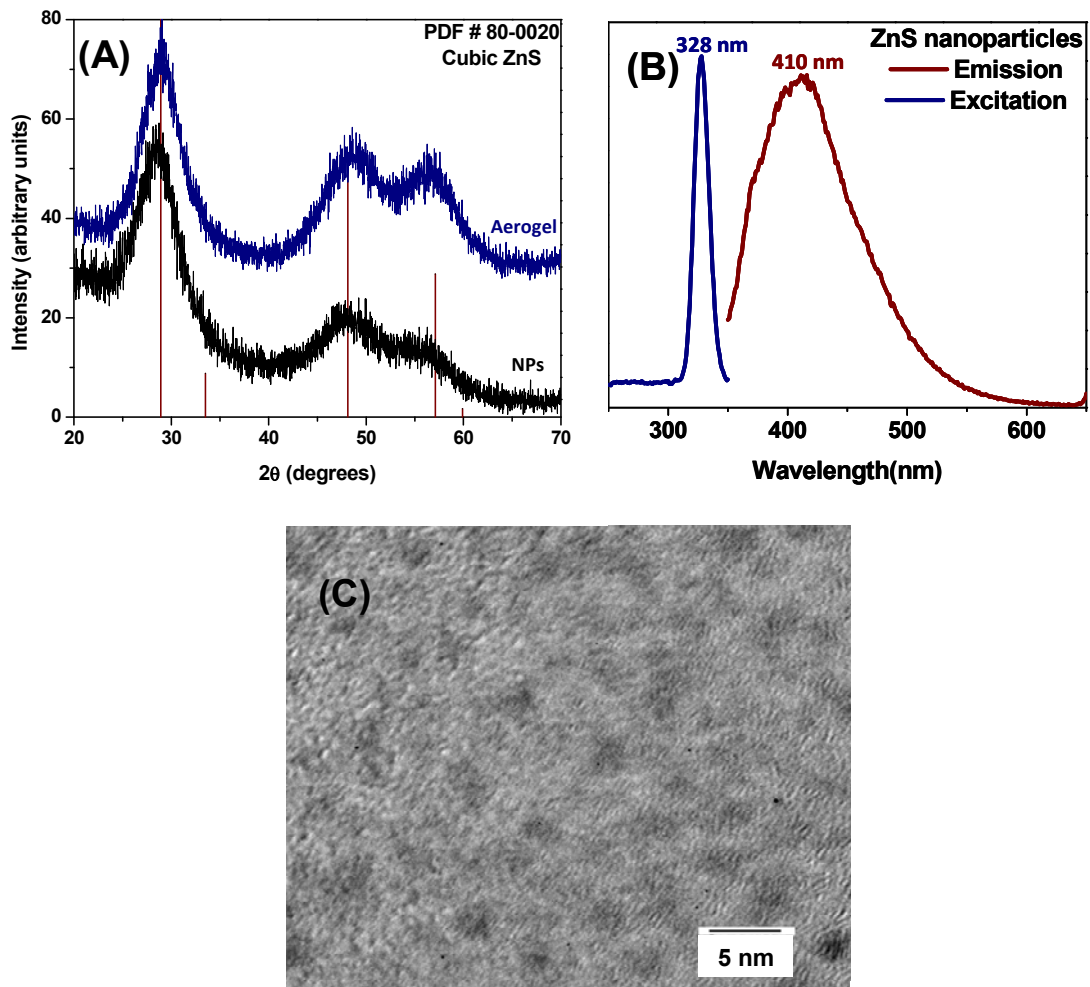 (A)
PDF # 80-0020
Cubic ZnS
Aerogel
NPs
Intensity (arbitrary units)
80
60
40
20
0
20 30 40 50 60 70
2θ (degrees)
(B)
328 nm
410 nm
ZnS nanoparticles
Emission
Excitation
300 400 500 600
Wavelength(nm)
(C)
5 nm